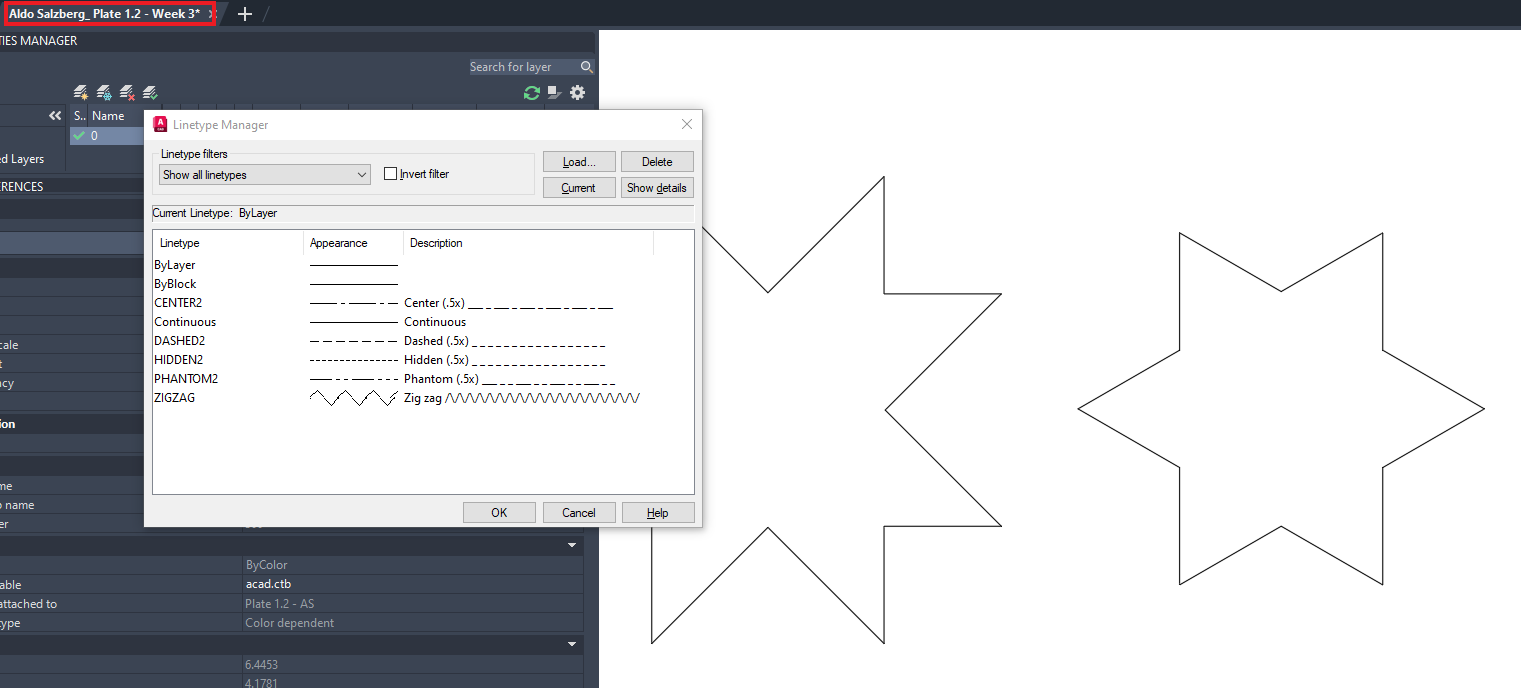 Aldo Salzberg_ Plate 1.2 - Week 3*
TIES MANAGER
Search for layer
S.. Name
0
ed Layers
ERENCES
Linetype Manager
Linetype filters
Show all linetypes
Invert filter
Load...
Delete
Current
Show details
Current Linetype: ByLayer
Linetype Appearance Description
ByLayer
ByBlock
CENTER2 Center (.5x)
Continuous Continuous
DASHED2 Dashed (.5x)
HIDDEN2 Hidden (.5x)
PHANTOM2 Phantom (.5x)
ZIGZAG Zig zag
OK Cancel Help
cale
t
cy
ion
me
o name
er
ByColor
able acad.ctb
attached to Plate 1.2 - AS
type Color dependent
6.4453
4.1781